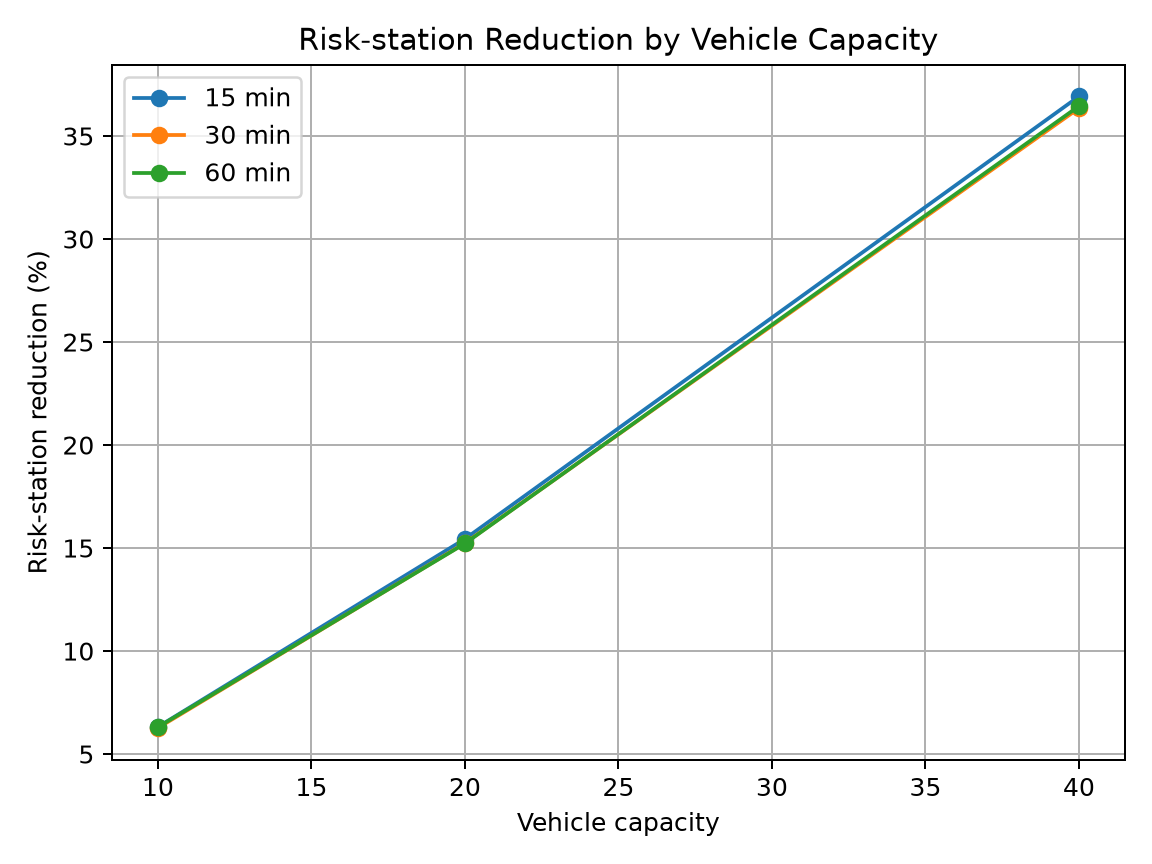 Risk-station Reduction by Vehicle Capacity
15 min
30 min
60 min
Risk-station reduction (%)
35
30
25
20
15
10
5
10 15 20 25 30 35 40
Vehicle capacity